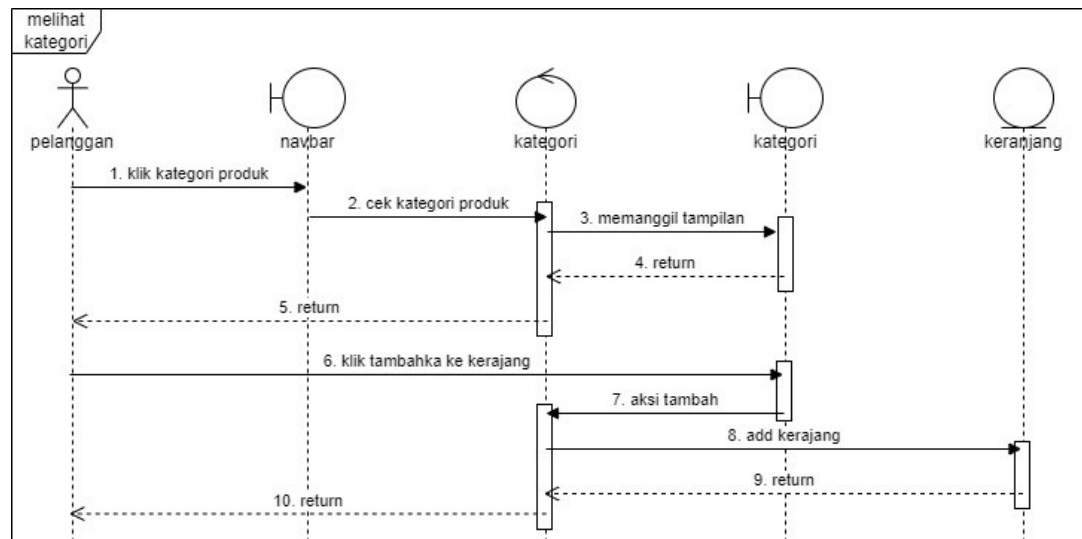 melihat
kategori
pelanggan
navbar
kategori
kategori
keranjang
1. klik kategori produk
2. cek kategori produk
3. memanggil tampilan
4. return
5. return
6. klik tambahka ke kerajang
7. aksi tambah
8. add kerajang
9. return
10. return